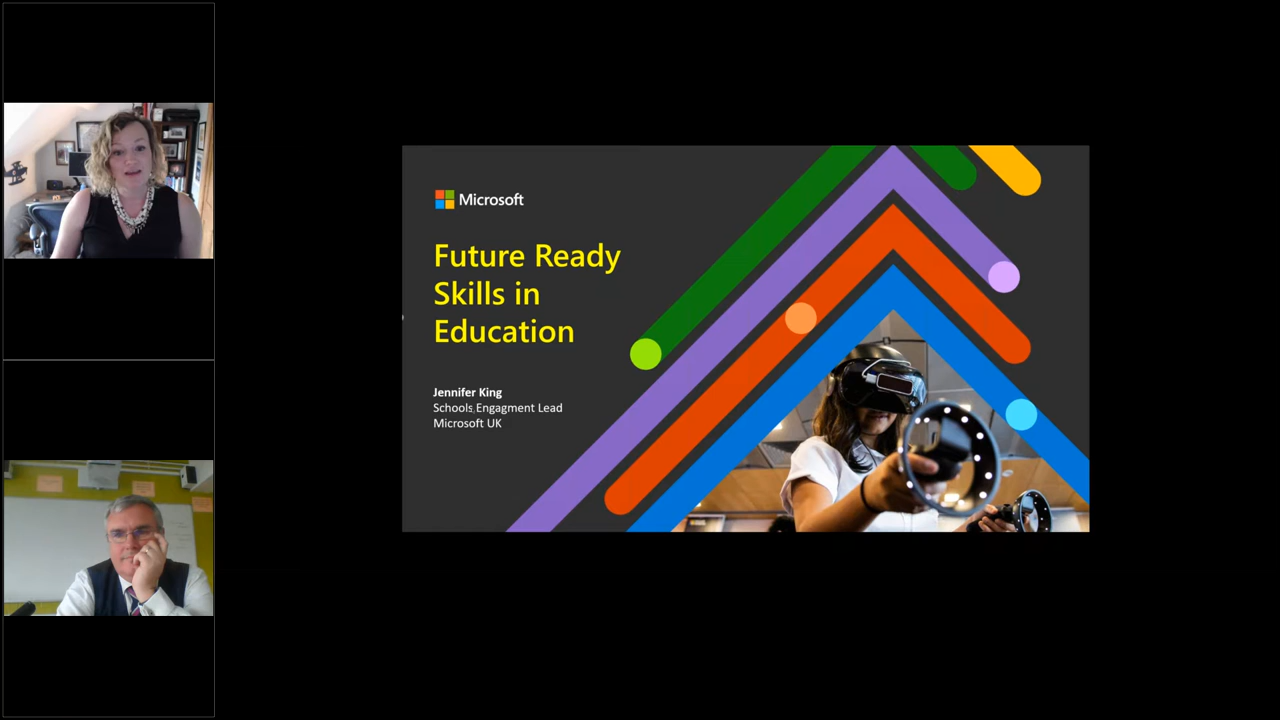 Microsoft
Future Ready
Skills in
Education
Jennifer King
Schools Engagment Lead
Microsoft UK